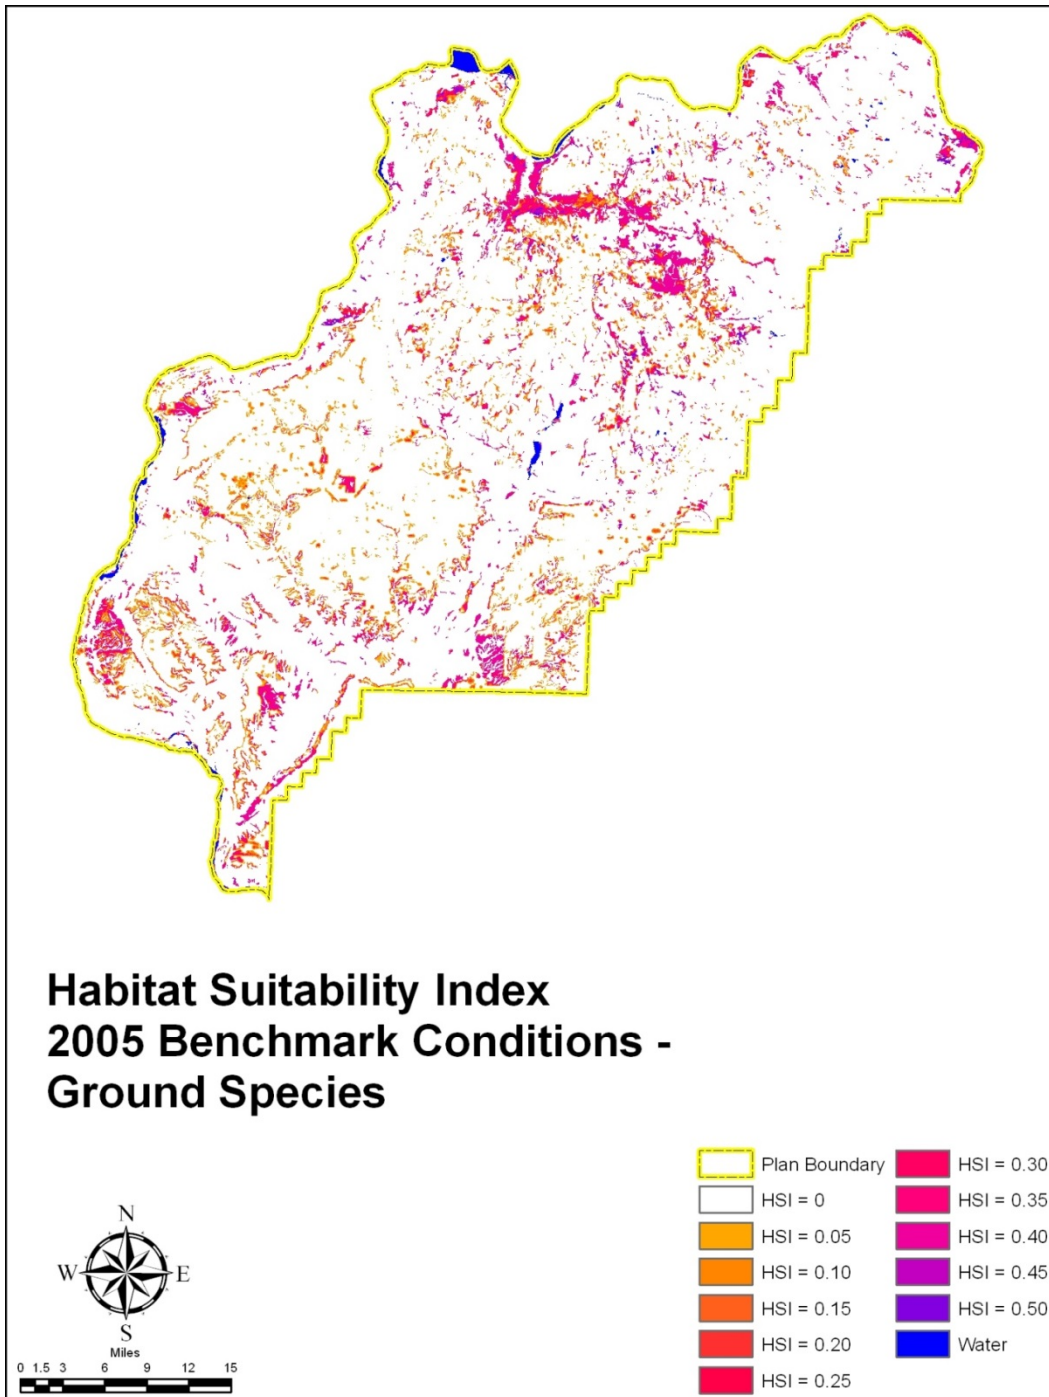 Habitat Suitability Index
2005 Benchmark Conditions -
Ground Species
N
W E
S
Miles
0 1.5 3 6 9 12 15
Plan Boundary
HSI = 0
HSI = 0.05
HSI = 0.10
HSI = 0.15
HSI = 0.20
HSI = 0.25
HSI = 0.30
HSI = 0.35
HSI = 0.40
HSI = 0.45
HSI = 0.50
Water